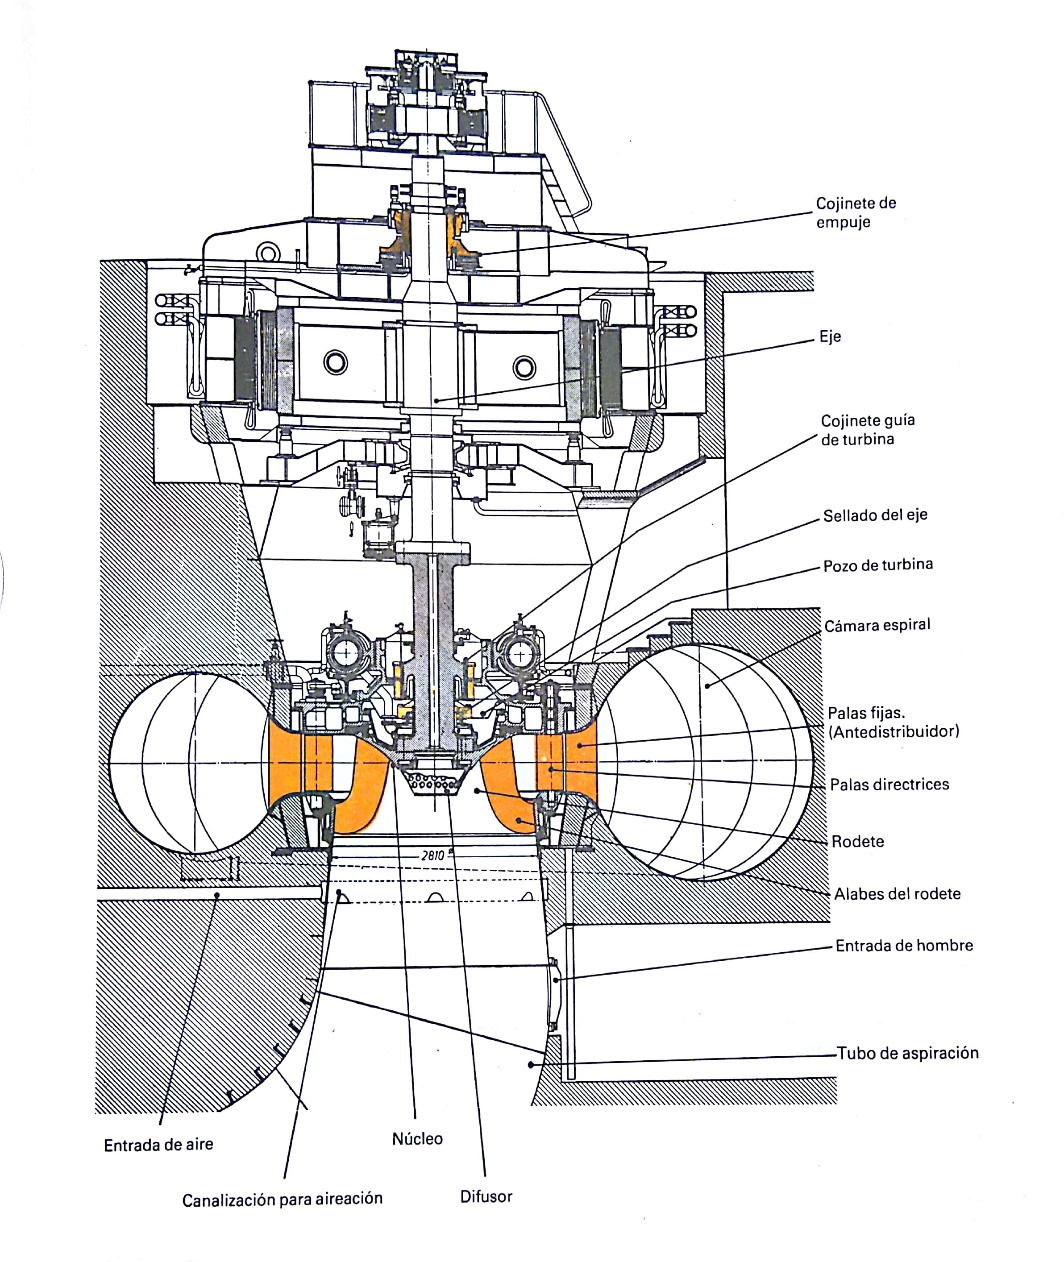 Cojinete de
empuje
Eje
Cojinete guía
de turbina
Sellado del eje
Pozo de turbina
Cámara espiral
Palas fijas.
(Antedistribuidor)
Palas directrices
Rodete
2810
Alabes del rodete
Entrada de hombre
Tubo de aspiración
Entrada de aire
Núcleo
Canalización para aireación
Difusor